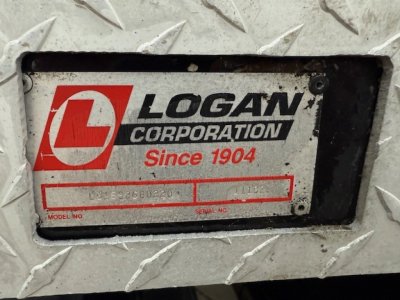 L LOGAN
CORPORATION
Since 1904
MODEL NO
SERIAL NO